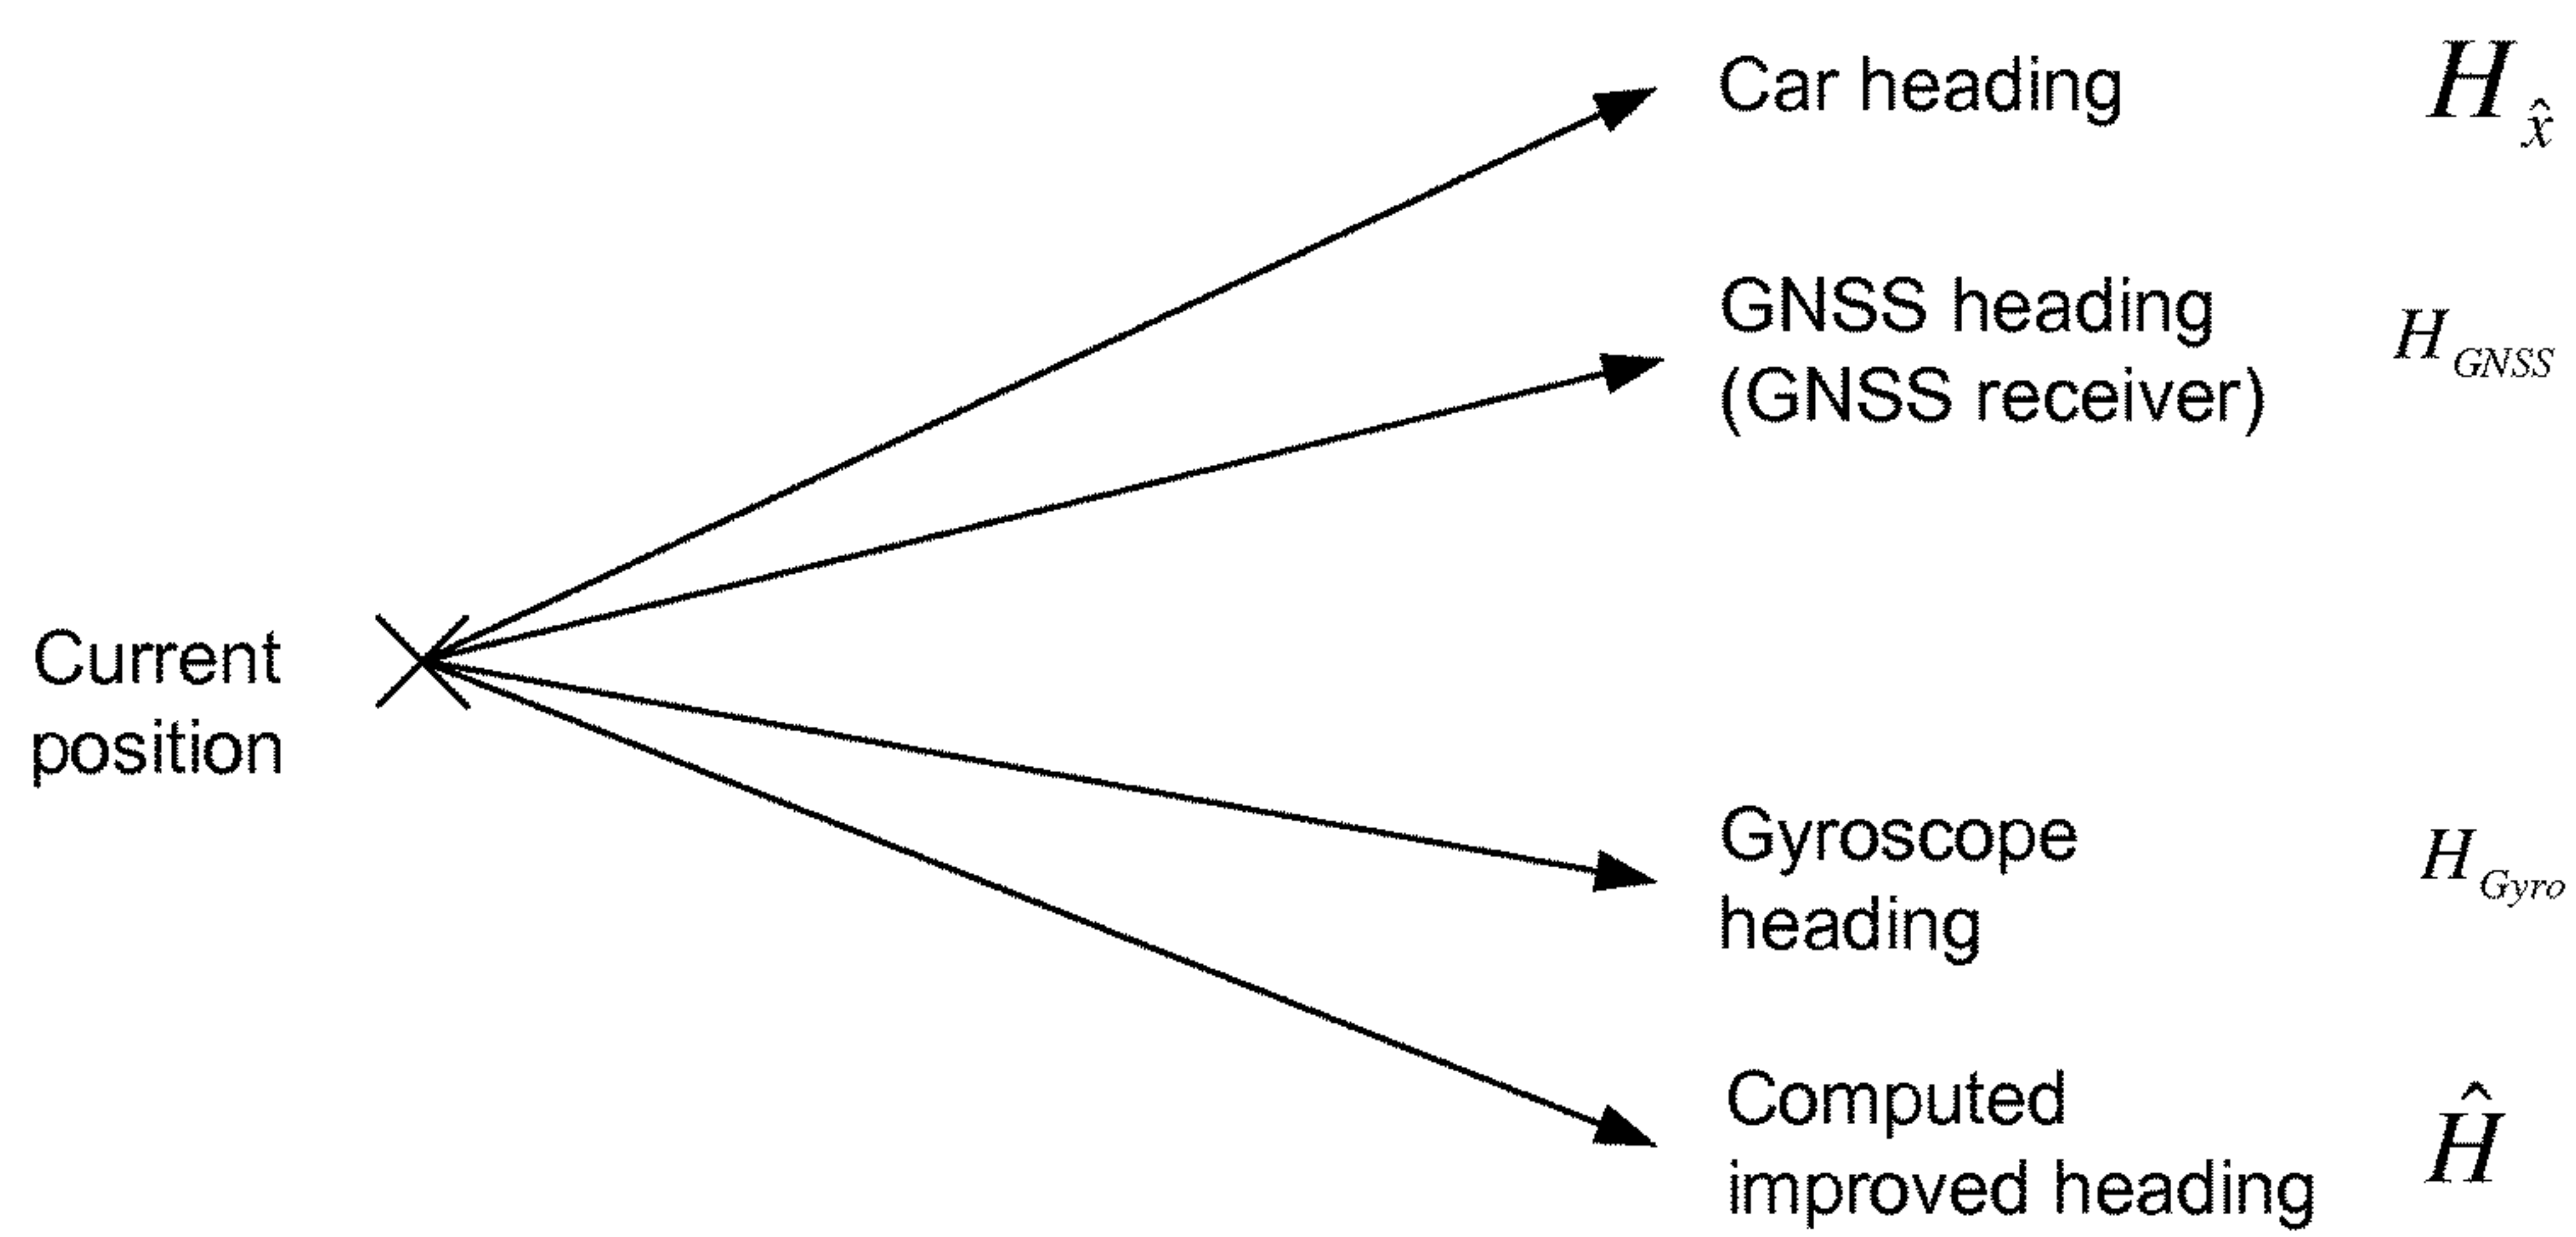 Car heading H_x̂
GNSS heading
(GNSS receiver) H_GNSS
Current
position
Gyroscope
heading H_Gyro
Computed
improved heading Ĥ